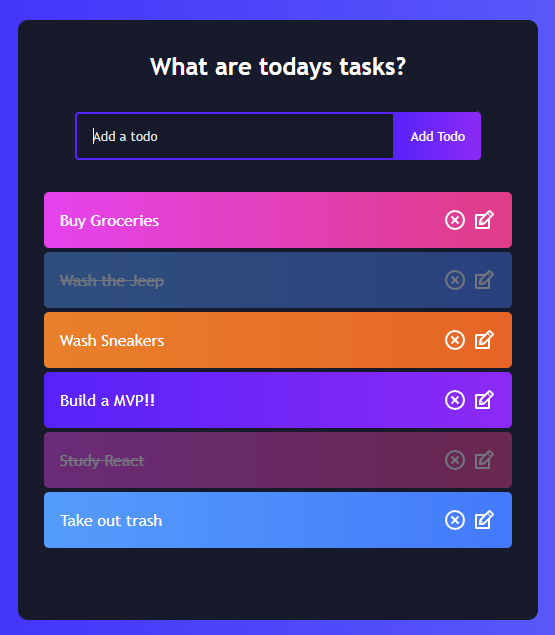 What are todays tasks?
Add a todo
Add Todo
Buy Groceries
Wash the Jeep
Wash Sneakers
Build a MVP!!
Study React
Take out trash